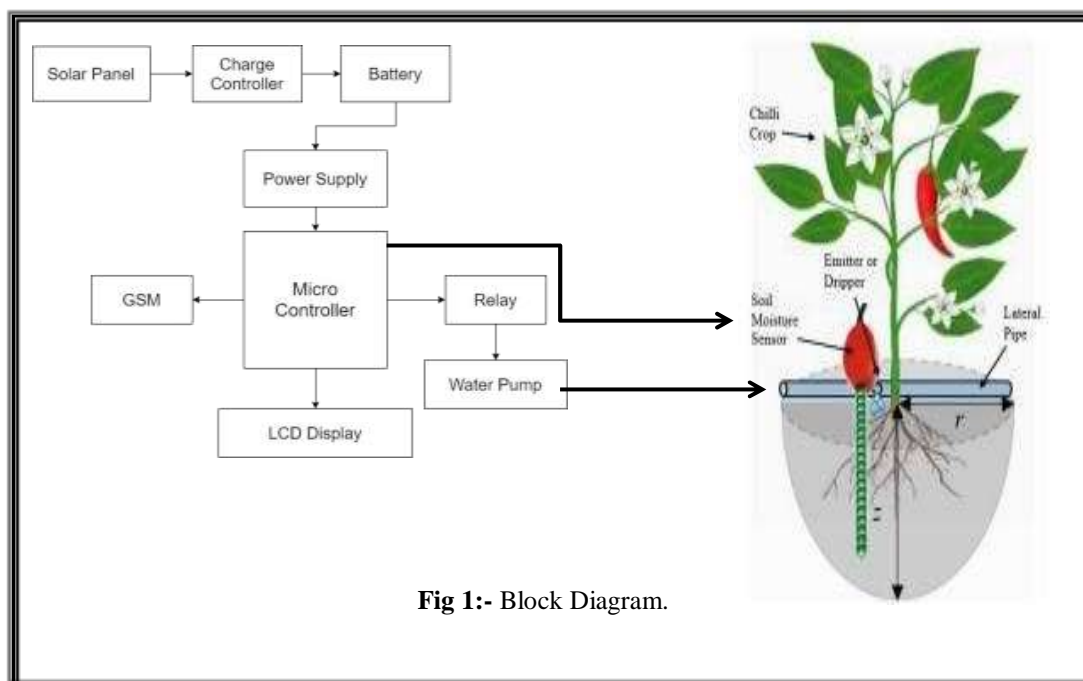 Solar Panel
Charge
Controller
Battery
Power Supply
Micro
Controller
GSM
Relay
Water Pump
LCD Display
Chilli
Crop
Emitter or
Dripper
Soil
Moisture
Sensor
Lateral
Pipe
r
z
Fig 1:- Block Diagram.